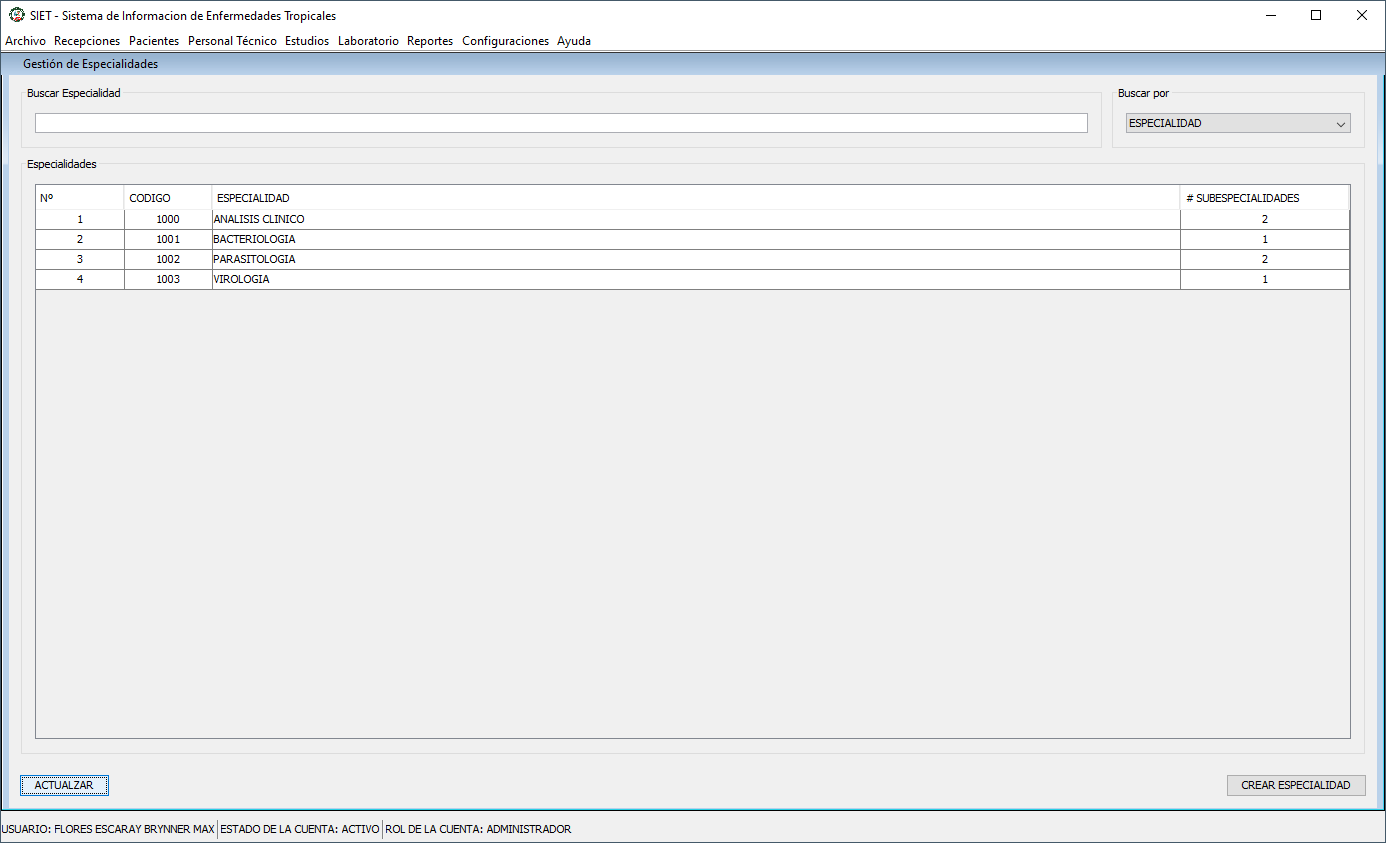 SIET - Sistema de Informacion de Enfermedades Tropicales
Archivo Recepciones Pacientes Personal Técnico Estudios Laboratorio Reportes Configuraciones Ayuda
Gestión de Especialidades
Buscar Especialidad Buscar por
ESPECIALIDAD
Especialidades
Nº CODIGO ESPECIALIDAD # SUBESPECIALIDADES
1 1000 ANALISIS CLINICO 2
2 1001 BACTERIOLOGIA 1
3 1002 PARASITOLOGIA 2
4 1003 VIROLOGIA 1
ACTUALZAR CREAR ESPECIALIDAD
USUARIO: FLORES ESCARAY BRYNNER MAX ESTADO DE LA CUENTA: ACTIVO ROL DE LA CUENTA: ADMINISTRADOR